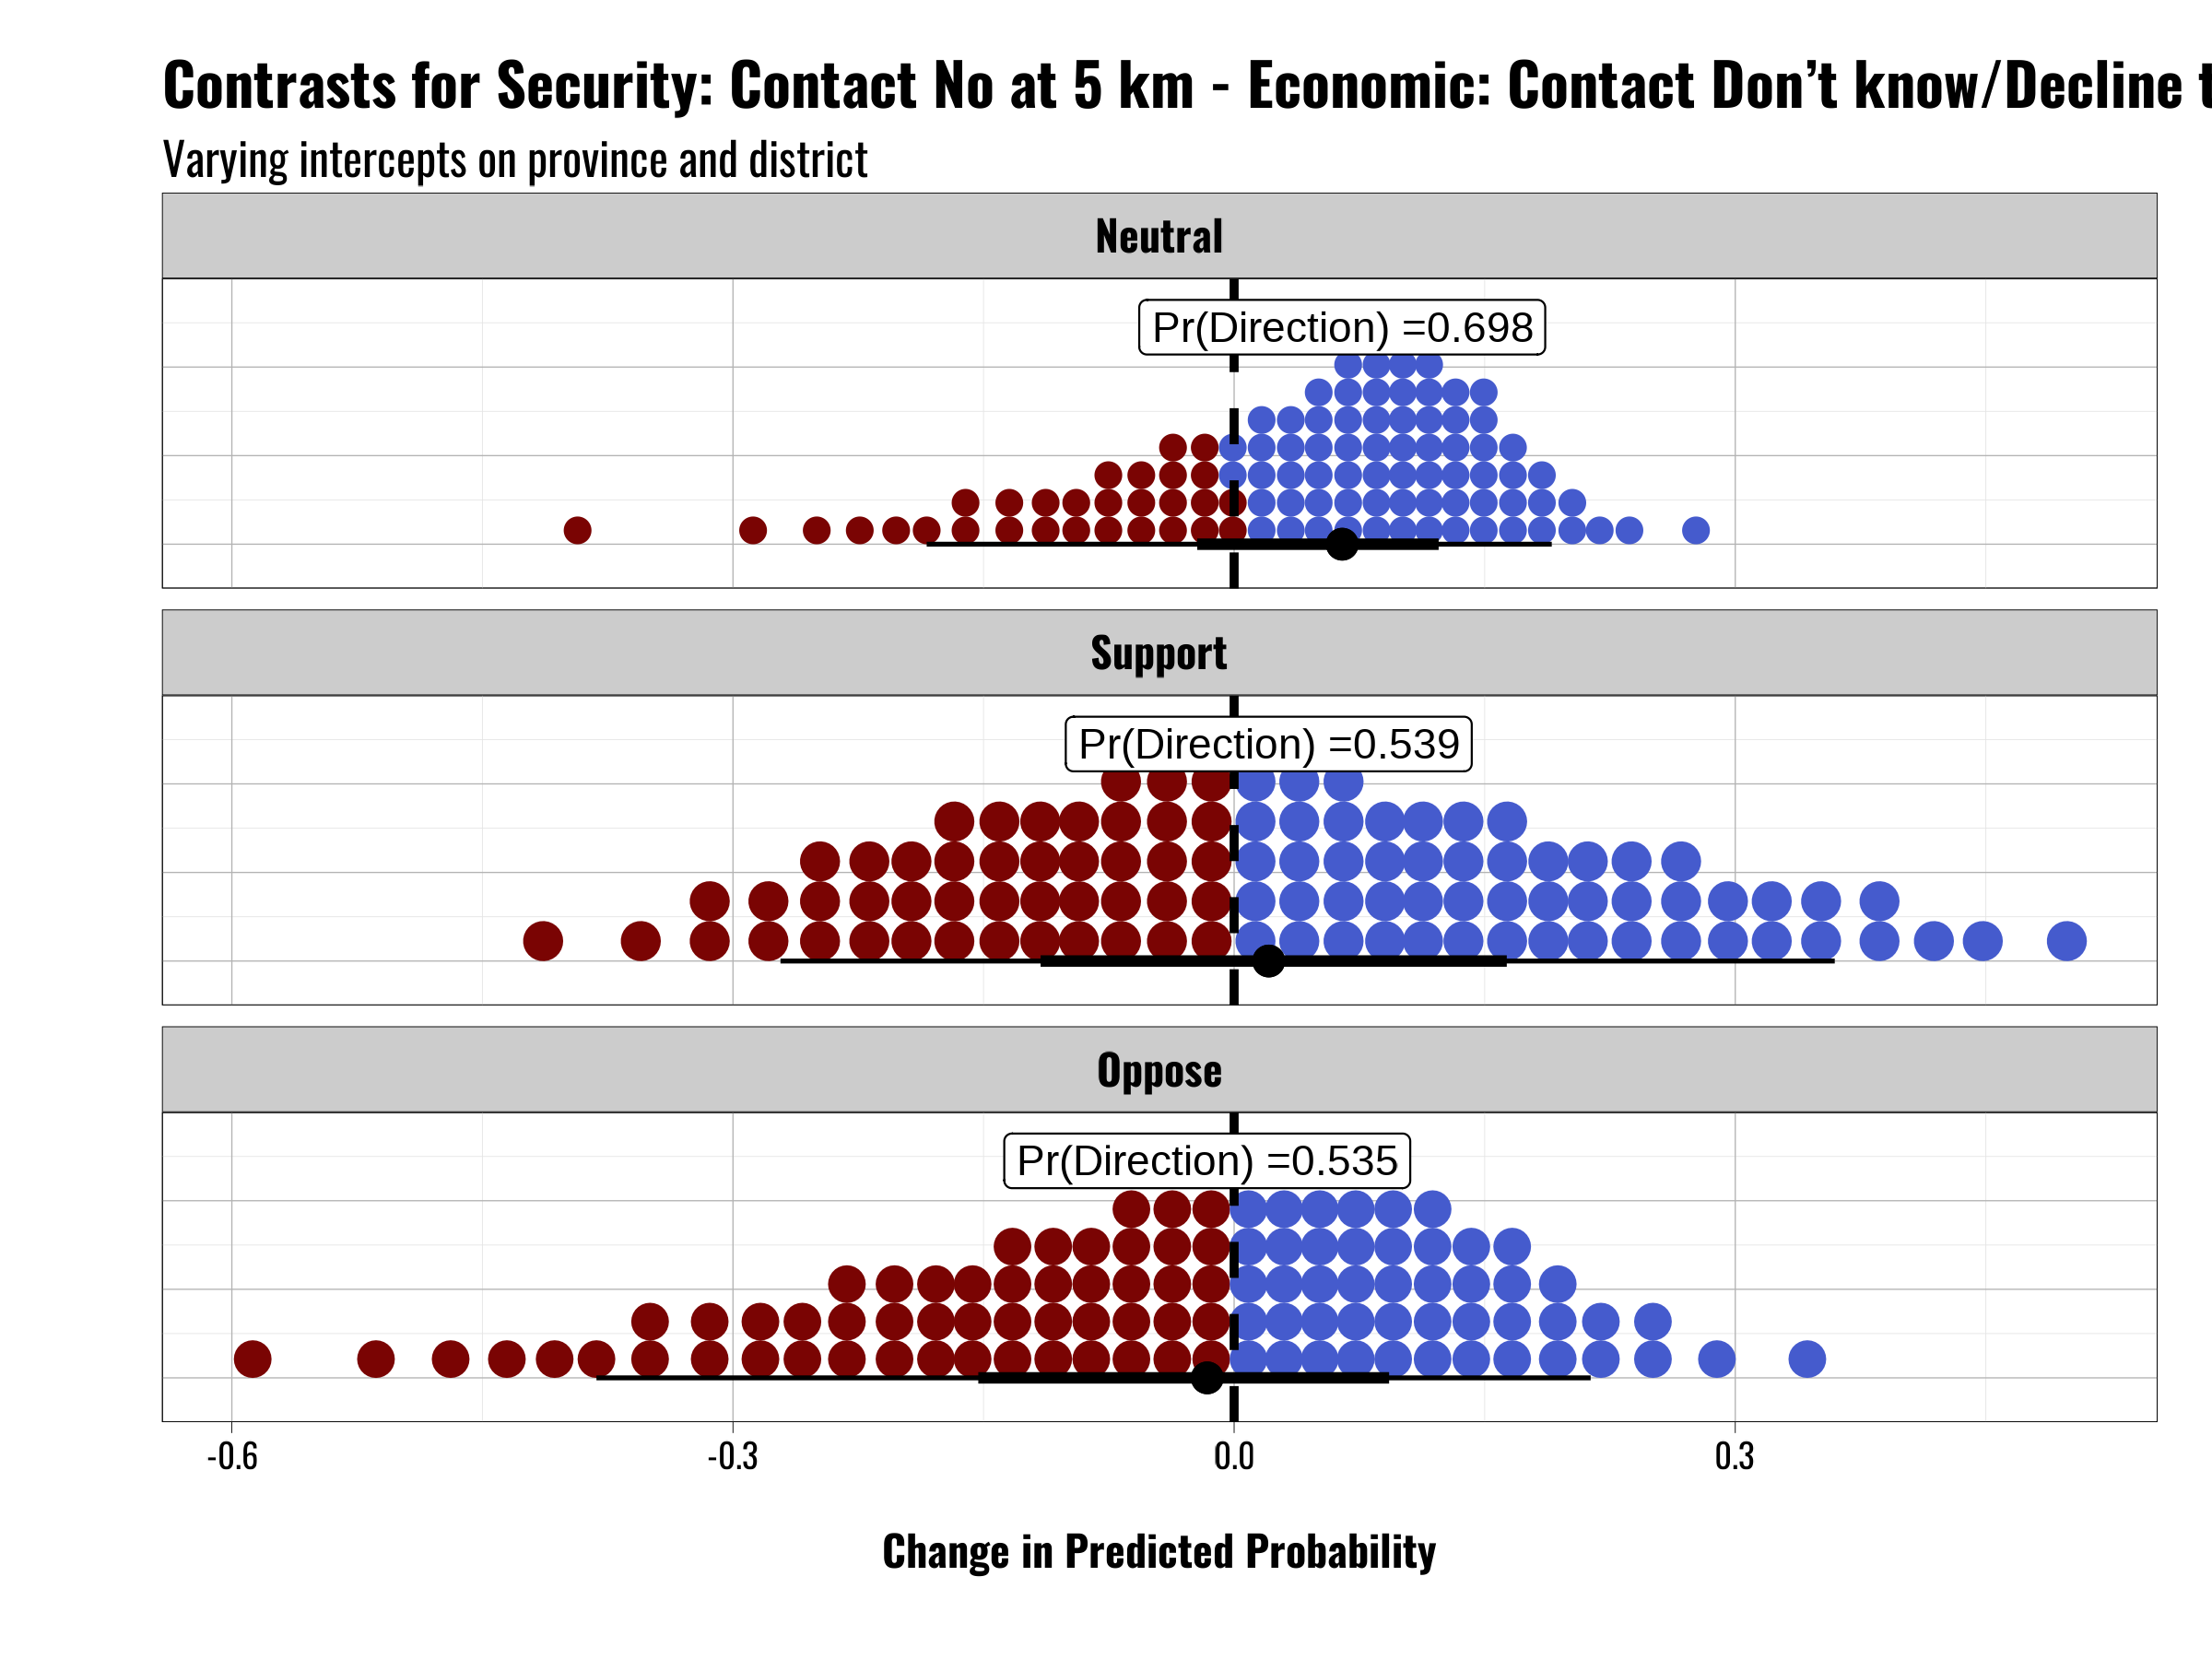 Contrasts for Security: Contact No at 5 km - Economic: Contact Don’t know/Decline
Varying intercepts on province and district
Neutral
Pr(Direction) =0.698
Support
Pr(Direction) =0.539
Oppose
Pr(Direction) =0.535
-0.6 -0.3 0.0 0.3
Change in Predicted Probability